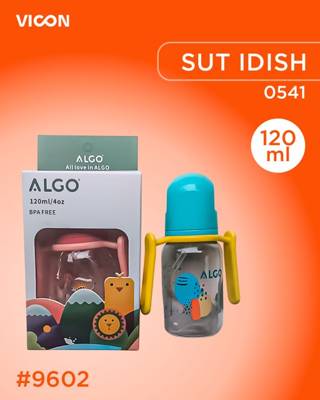 VICON
SUT IDISH
0541
120
ml
ALGO
All love in ALGO
ALGO
120ml/4oz
BPA FREE
ALGO
#9602